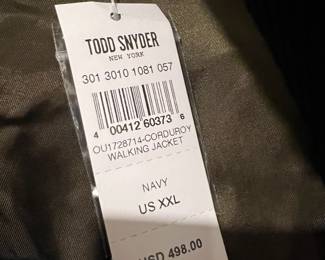 TODD SNYDER
NEW YORK
301 3010 1081 057
4 00412 60373 6
OU1728714-CORDUROY
WALKING JACKET
NAVY
US XXL
USD 498.00